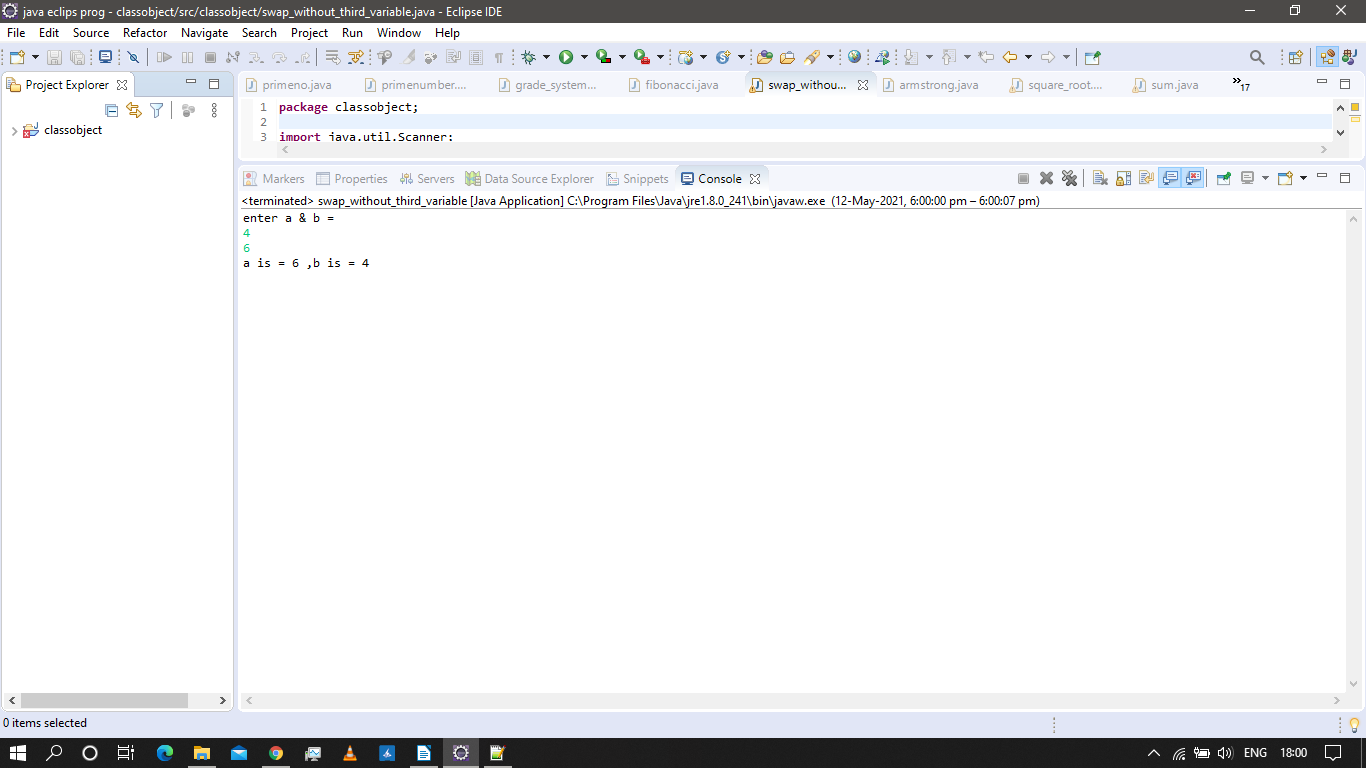 java eclips prog - classobject/src/classobject/swap_without_third_variable.java - Eclipse IDE
File Edit Source Refactor Navigate Search Project Run Window Help
Project Explorer
classobject
primeno.java primenumber.... grade_system... fibonacci.java swap_withou... armstrong.java square_root.... sum.java »17
1 package classobject;
2
3 import java.util.Scanner;
Markers Properties Servers Data Source Explorer Snippets Console
<terminated> swap_without_third_variable [Java Application] C:\Program Files\Java\jre1.8.0_241\bin\javaw.exe (12-May-2021, 6:00:00 pm – 6:00:07 pm)
enter a & b =
4
6
a is = 6 ,b is = 4
0 items selected
ENG 18:00